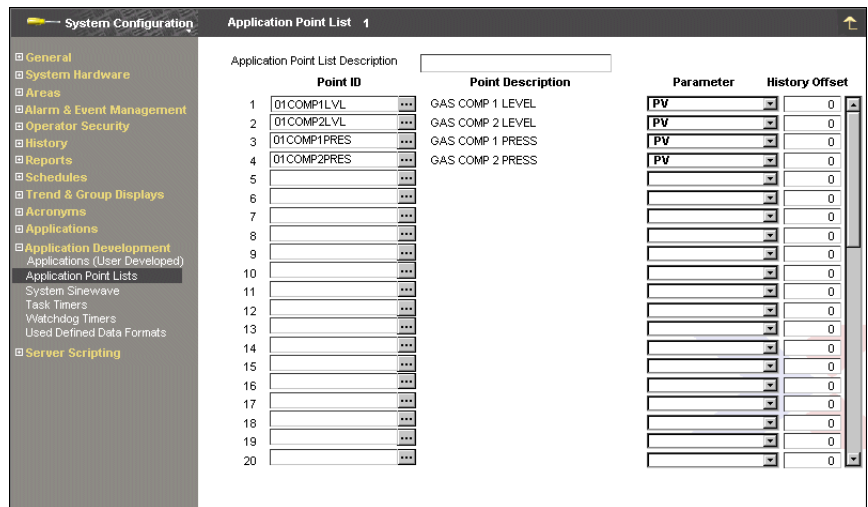 System Configuration
Application Point List 1
General
System Hardware
Areas
Alarm & Event Management
Operator Security
History
Reports
Schedules
Trend & Group Displays
Acronyms
Applications
Application Development
Applications (User Developed)
Application Point Lists
System Sinewave
Task Timers
Watchdog Timers
Used Defined Data Formats
Server Scripting
Application Point List Description
Point ID Point Description Parameter History Offset
1 01COMP1LVL ... GAS COMP 1 LEVEL PV 0
2 01COMP2LVL ... GAS COMP 2 LEVEL PV 0
3 01COMP1PRES ... GAS COMP 1 PRESS PV 0
4 01COMP2PRES ... GAS COMP 2 PRESS PV 0
5 ... 0
6 ... 0
7 ... 0
8 ... 0
9 ... 0
10 ... 0
11 ... 0
12 ... 0
13 ... 0
14 ... 0
15 ... 0
16 ... 0
17 ... 0
18 ... 0
19 ... 0
20 ... 0